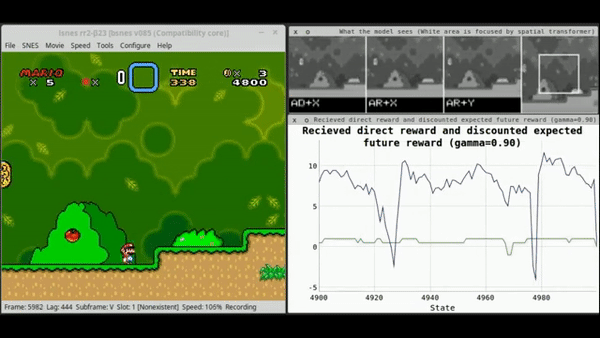 lsnes rr2-β23 [bsnes v085 (Compatibility core)]
File SNES Movie Speed Tools Configure Help
MARIO TIME
x 5 x 0 338 x 3
4800
Frame: 5982 Lag: 444 Subframe: V Slot: 1 [Nonexistent] Speed: 106% Recording
What the model sees (White area is focused by spatial transformer)
AD+X AR+X AR+Y
Recieved direct reward and discounted expected future reward (gamma=0.90)
Recieved direct reward and discounted expected
future reward (gamma=0.90)
10
5
0
-5
4900 4920 4940 4960 4980
State